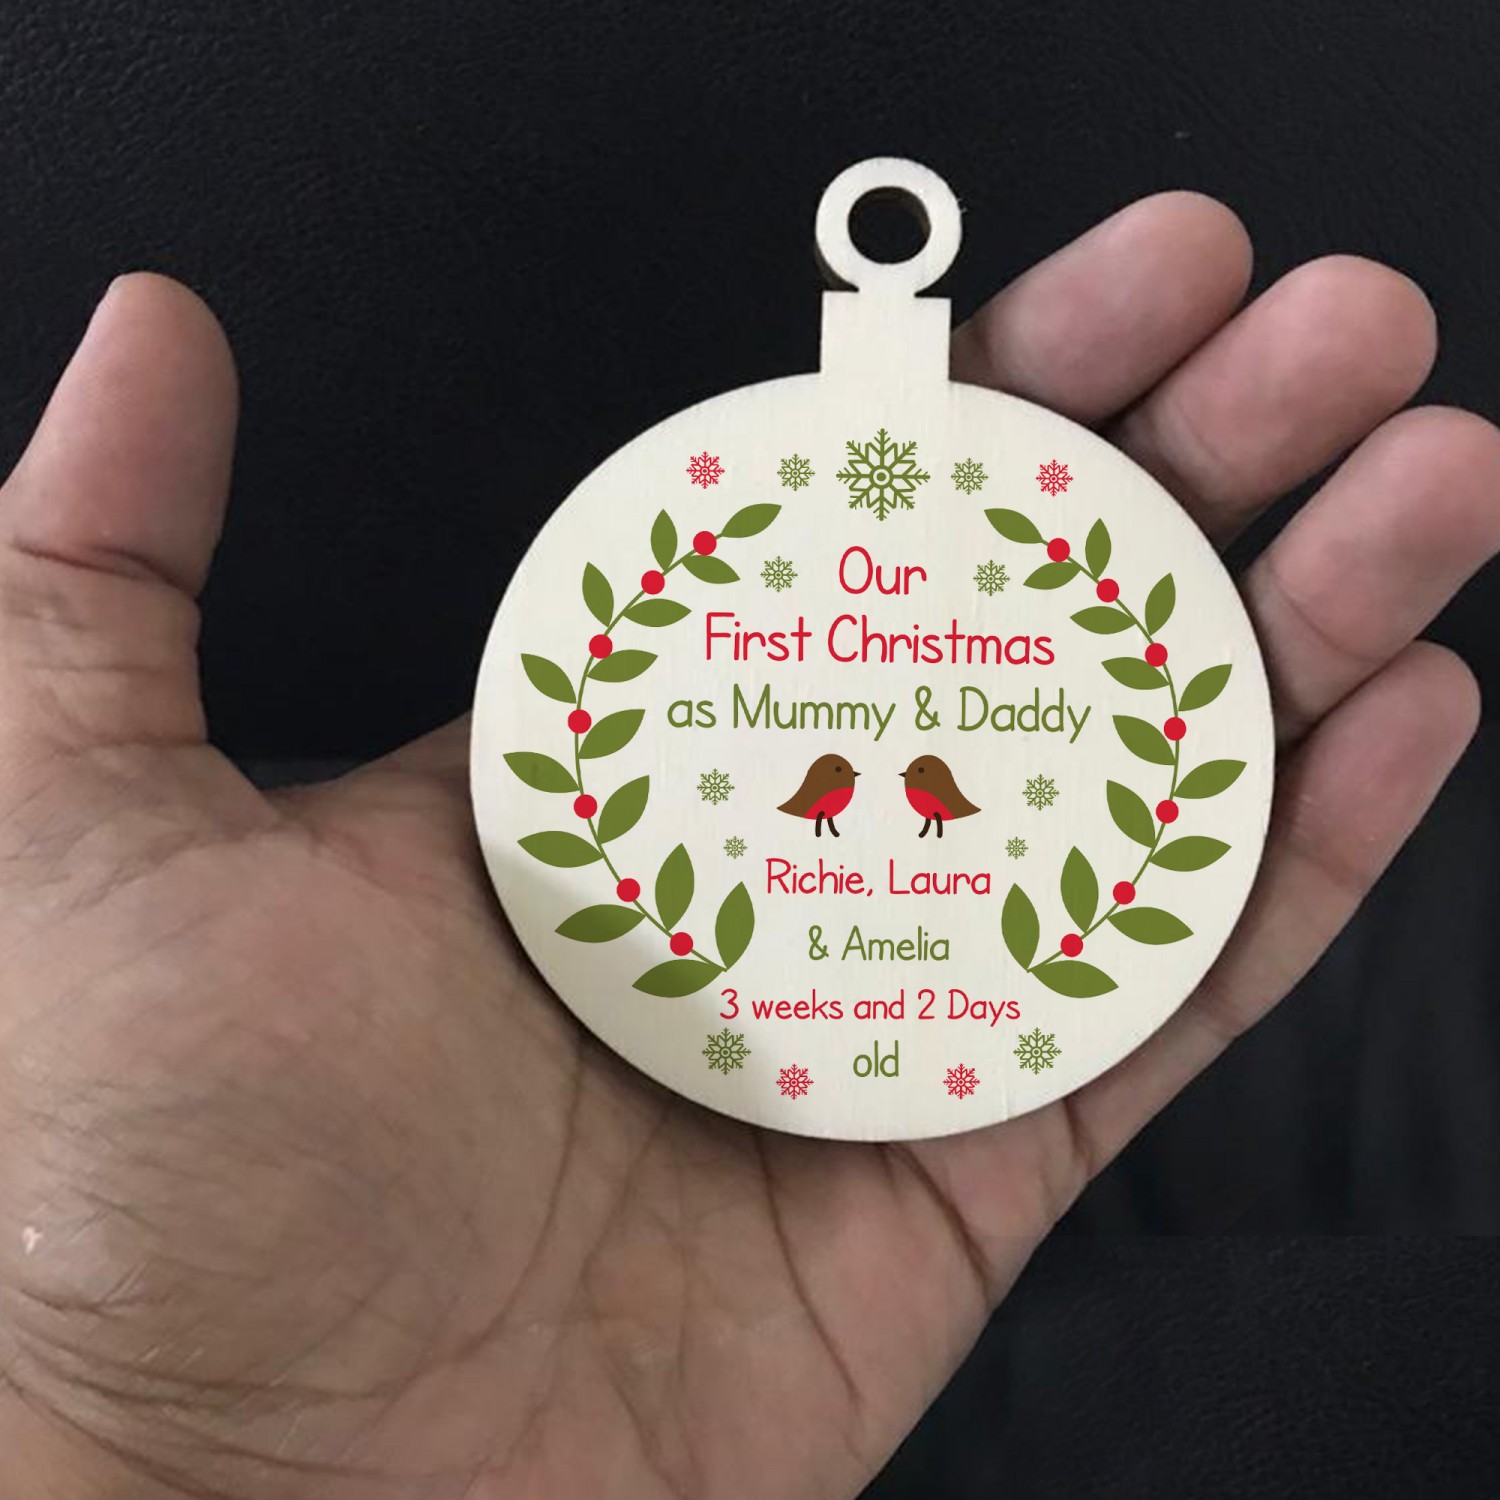 Our
First Christmas
as Mummy & Daddy
Richie, Laura
& Amelia
3 weeks and 2 Days
old